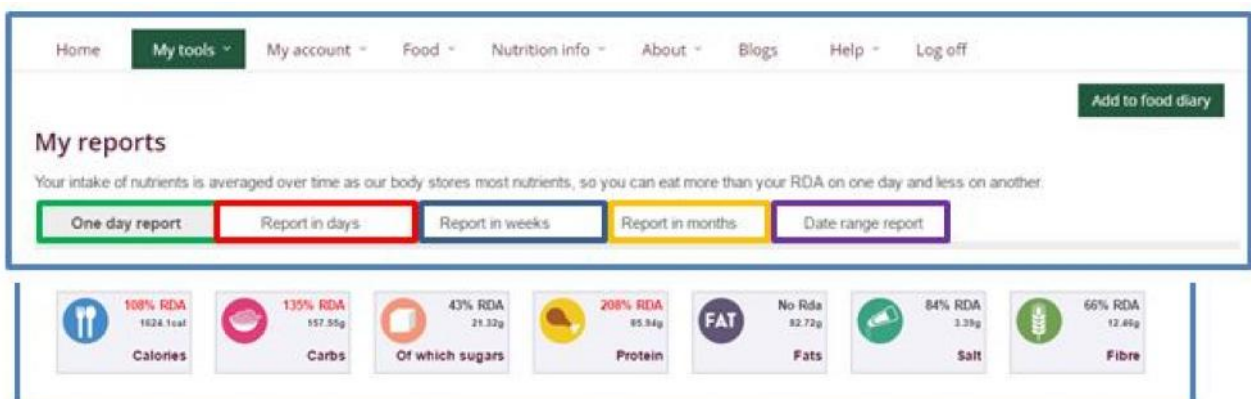 Home My tools My account Food Nutrition info About Blogs Help Log off
Add to food diary
My reports
Your intake of nutrients is averaged over time as our body stores most nutrients, so you can eat more than your RDA on one day and less on another.
One day report Report in days Report in weeks Report in months Date range report
108% RDA 135% RDA 43% RDA 208% RDA No Rda 84% RDA 66% RDA
1624.1cal 157.55g 21.32g 95.94g FAT 82.72g 3.39g 12.46g
Calories Carbs Of which sugars Protein Fats Salt Fibre